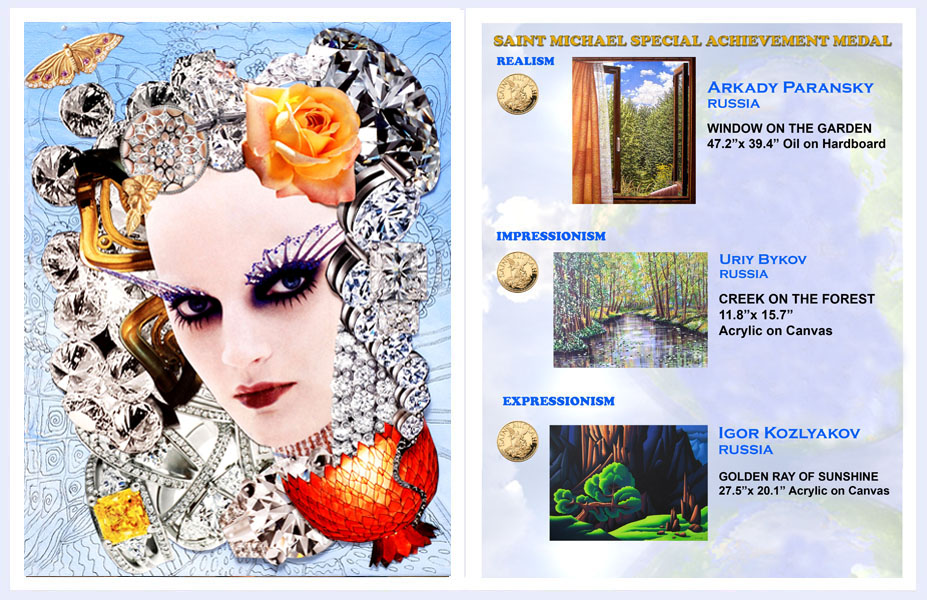 SAINT MICHAEL SPECIAL ACHIEVEMENT MEDAL
REALISM
ARKADY PARANSKY
RUSSIA
WINDOW ON THE GARDEN
47.2”x 39.4” Oil on Hardboard
IMPRESSIONISM
URIY BYKOV
RUSSIA
CREEK ON THE FOREST
11.8”x 15.7”
Acrylic on Canvas
EXPRESSIONISM
IGOR KOZLYAKOV
RUSSIA
GOLDEN RAY OF SUNSHINE
27.5”x 20.1” Acrylic on Canvas